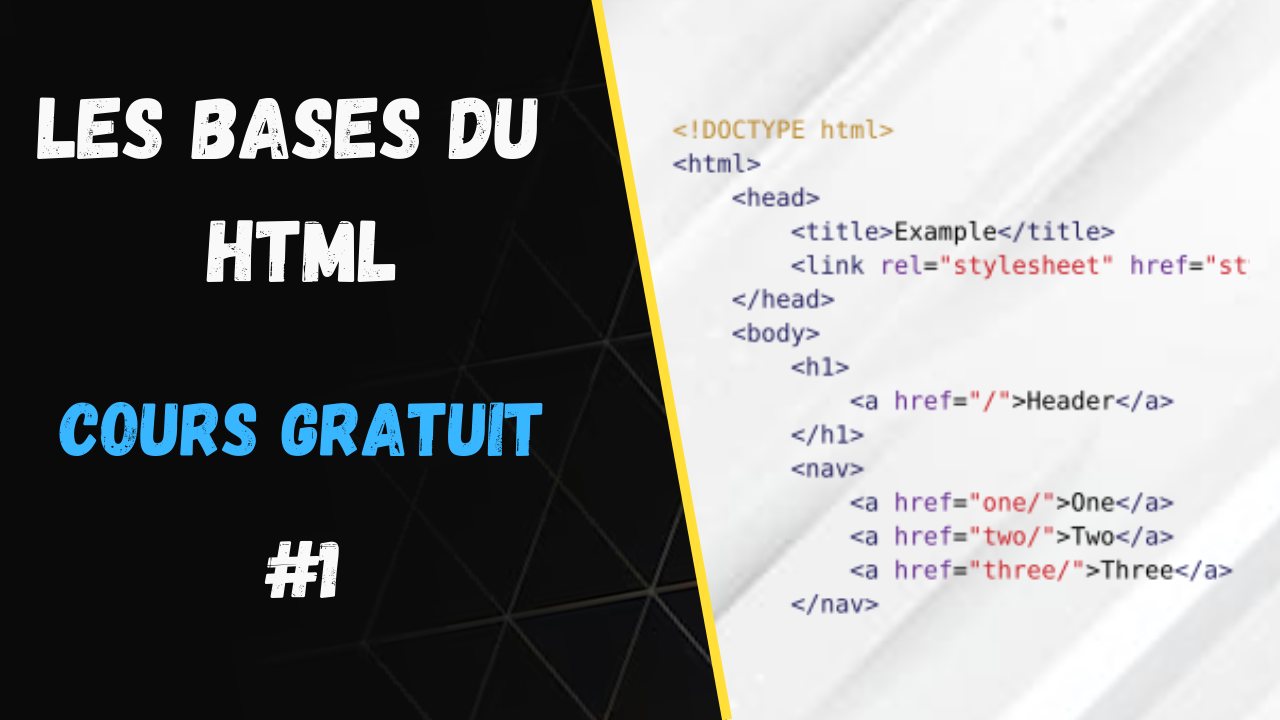 LES BASES DU
HTML
COURS GRATUIT
#1
<!DOCTYPE html>
<html>
    <head>
        <title>Example</title>
        <link rel="stylesheet" href="st
    </head>
    <body>
        <h1>
            <a href="/">Header</a>
        </h1>
        <nav>
            <a href="one/">One</a>
            <a href="two/">Two</a>
            <a href="three/">Three</a>
        </nav>